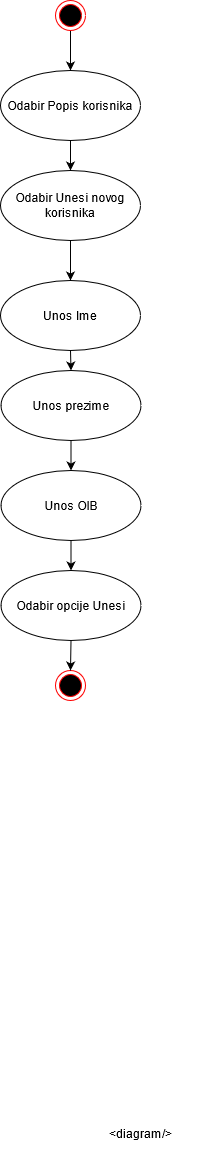 Odabir Popis korisnika
Odabir Unesi novog
korisnika
Unos Ime
Unos prezime
Unos OIB
Odabir opcije Unesi
<diagram/>